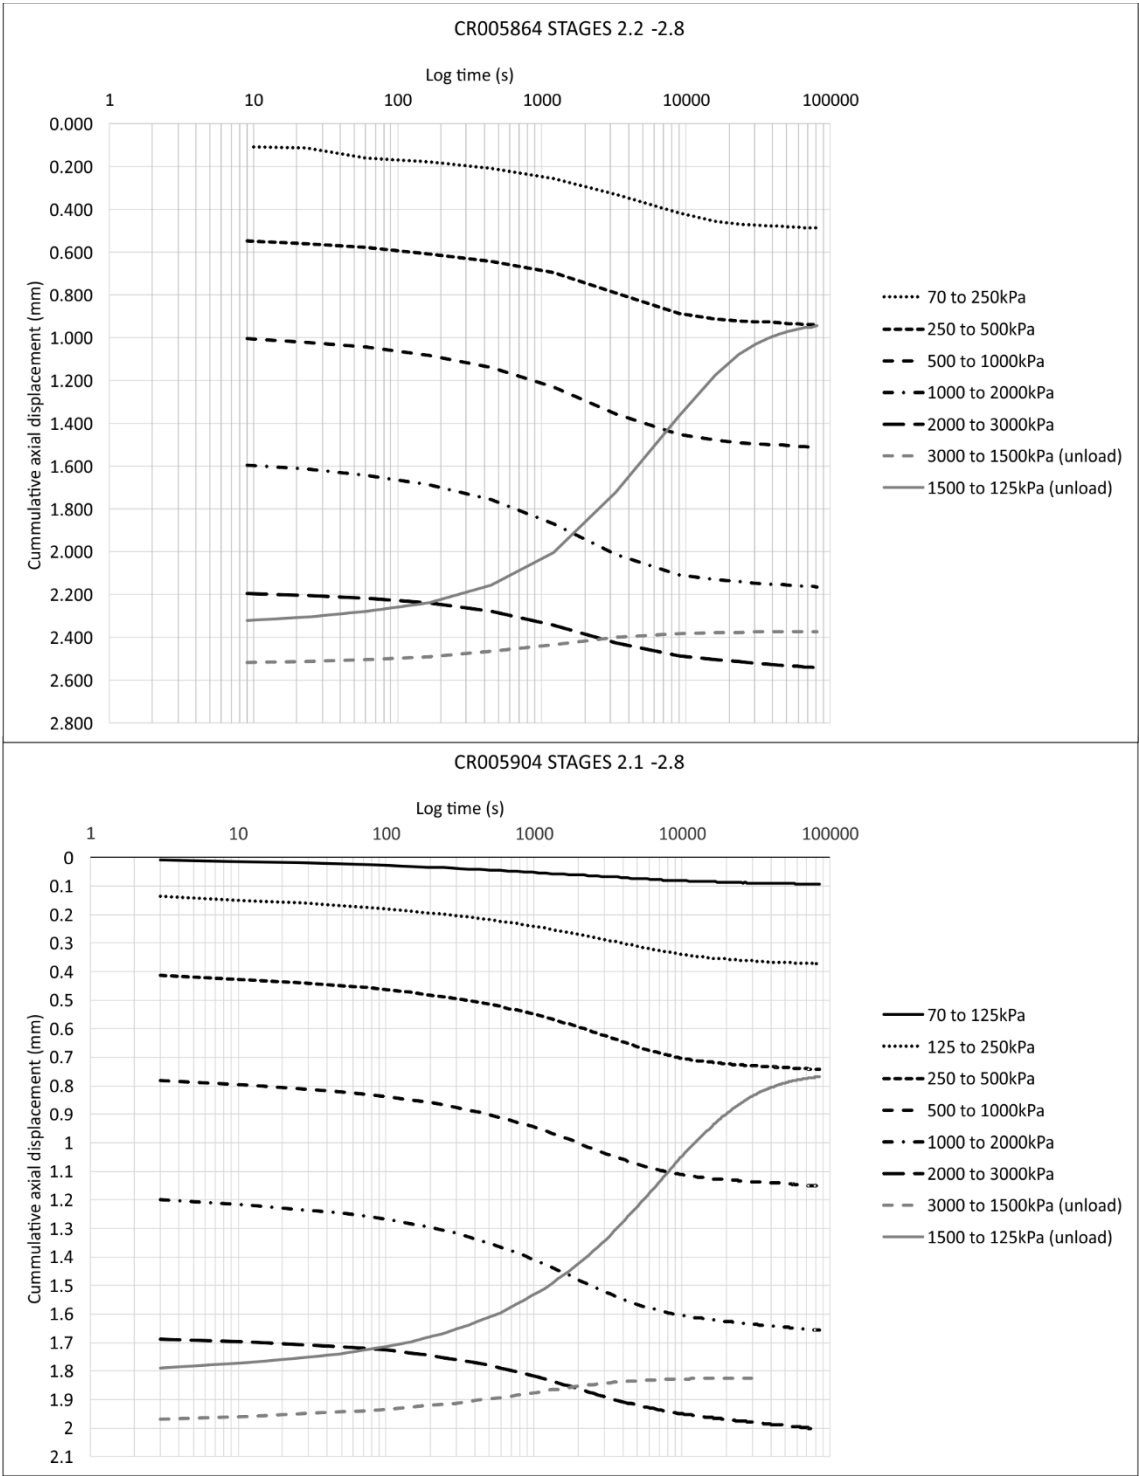 CR005864 STAGES 2.2 -2.8
Log time (s)
1 10 100 1000 10000 100000
0.000
0.200
0.400
0.600
0.800
1.000
1.200
1.400
1.600
1.800
2.000
2.200
2.400
2.600
2.800
Cummulative axial displacement (mm)
70 to 250kPa
250 to 500kPa
500 to 1000kPa
1000 to 2000kPa
2000 to 3000kPa
3000 to 1500kPa (unload)
1500 to 125kPa (unload)
CR005904 STAGES 2.1 -2.8
Log time (s)
1 10 100 1000 10000 100000
0
0.1
0.2
0.3
0.4
0.5
0.6
0.7
0.8
0.9
1
1.1
1.2
1.3
1.4
1.5
1.6
1.7
1.8
1.9
2
2.1
Cummulative axial displacement (mm)
70 to 125kPa
125 to 250kPa
250 to 500kPa
500 to 1000kPa
1000 to 2000kPa
2000 to 3000kPa
3000 to 1500kPa (unload)
1500 to 125kPa (unload)